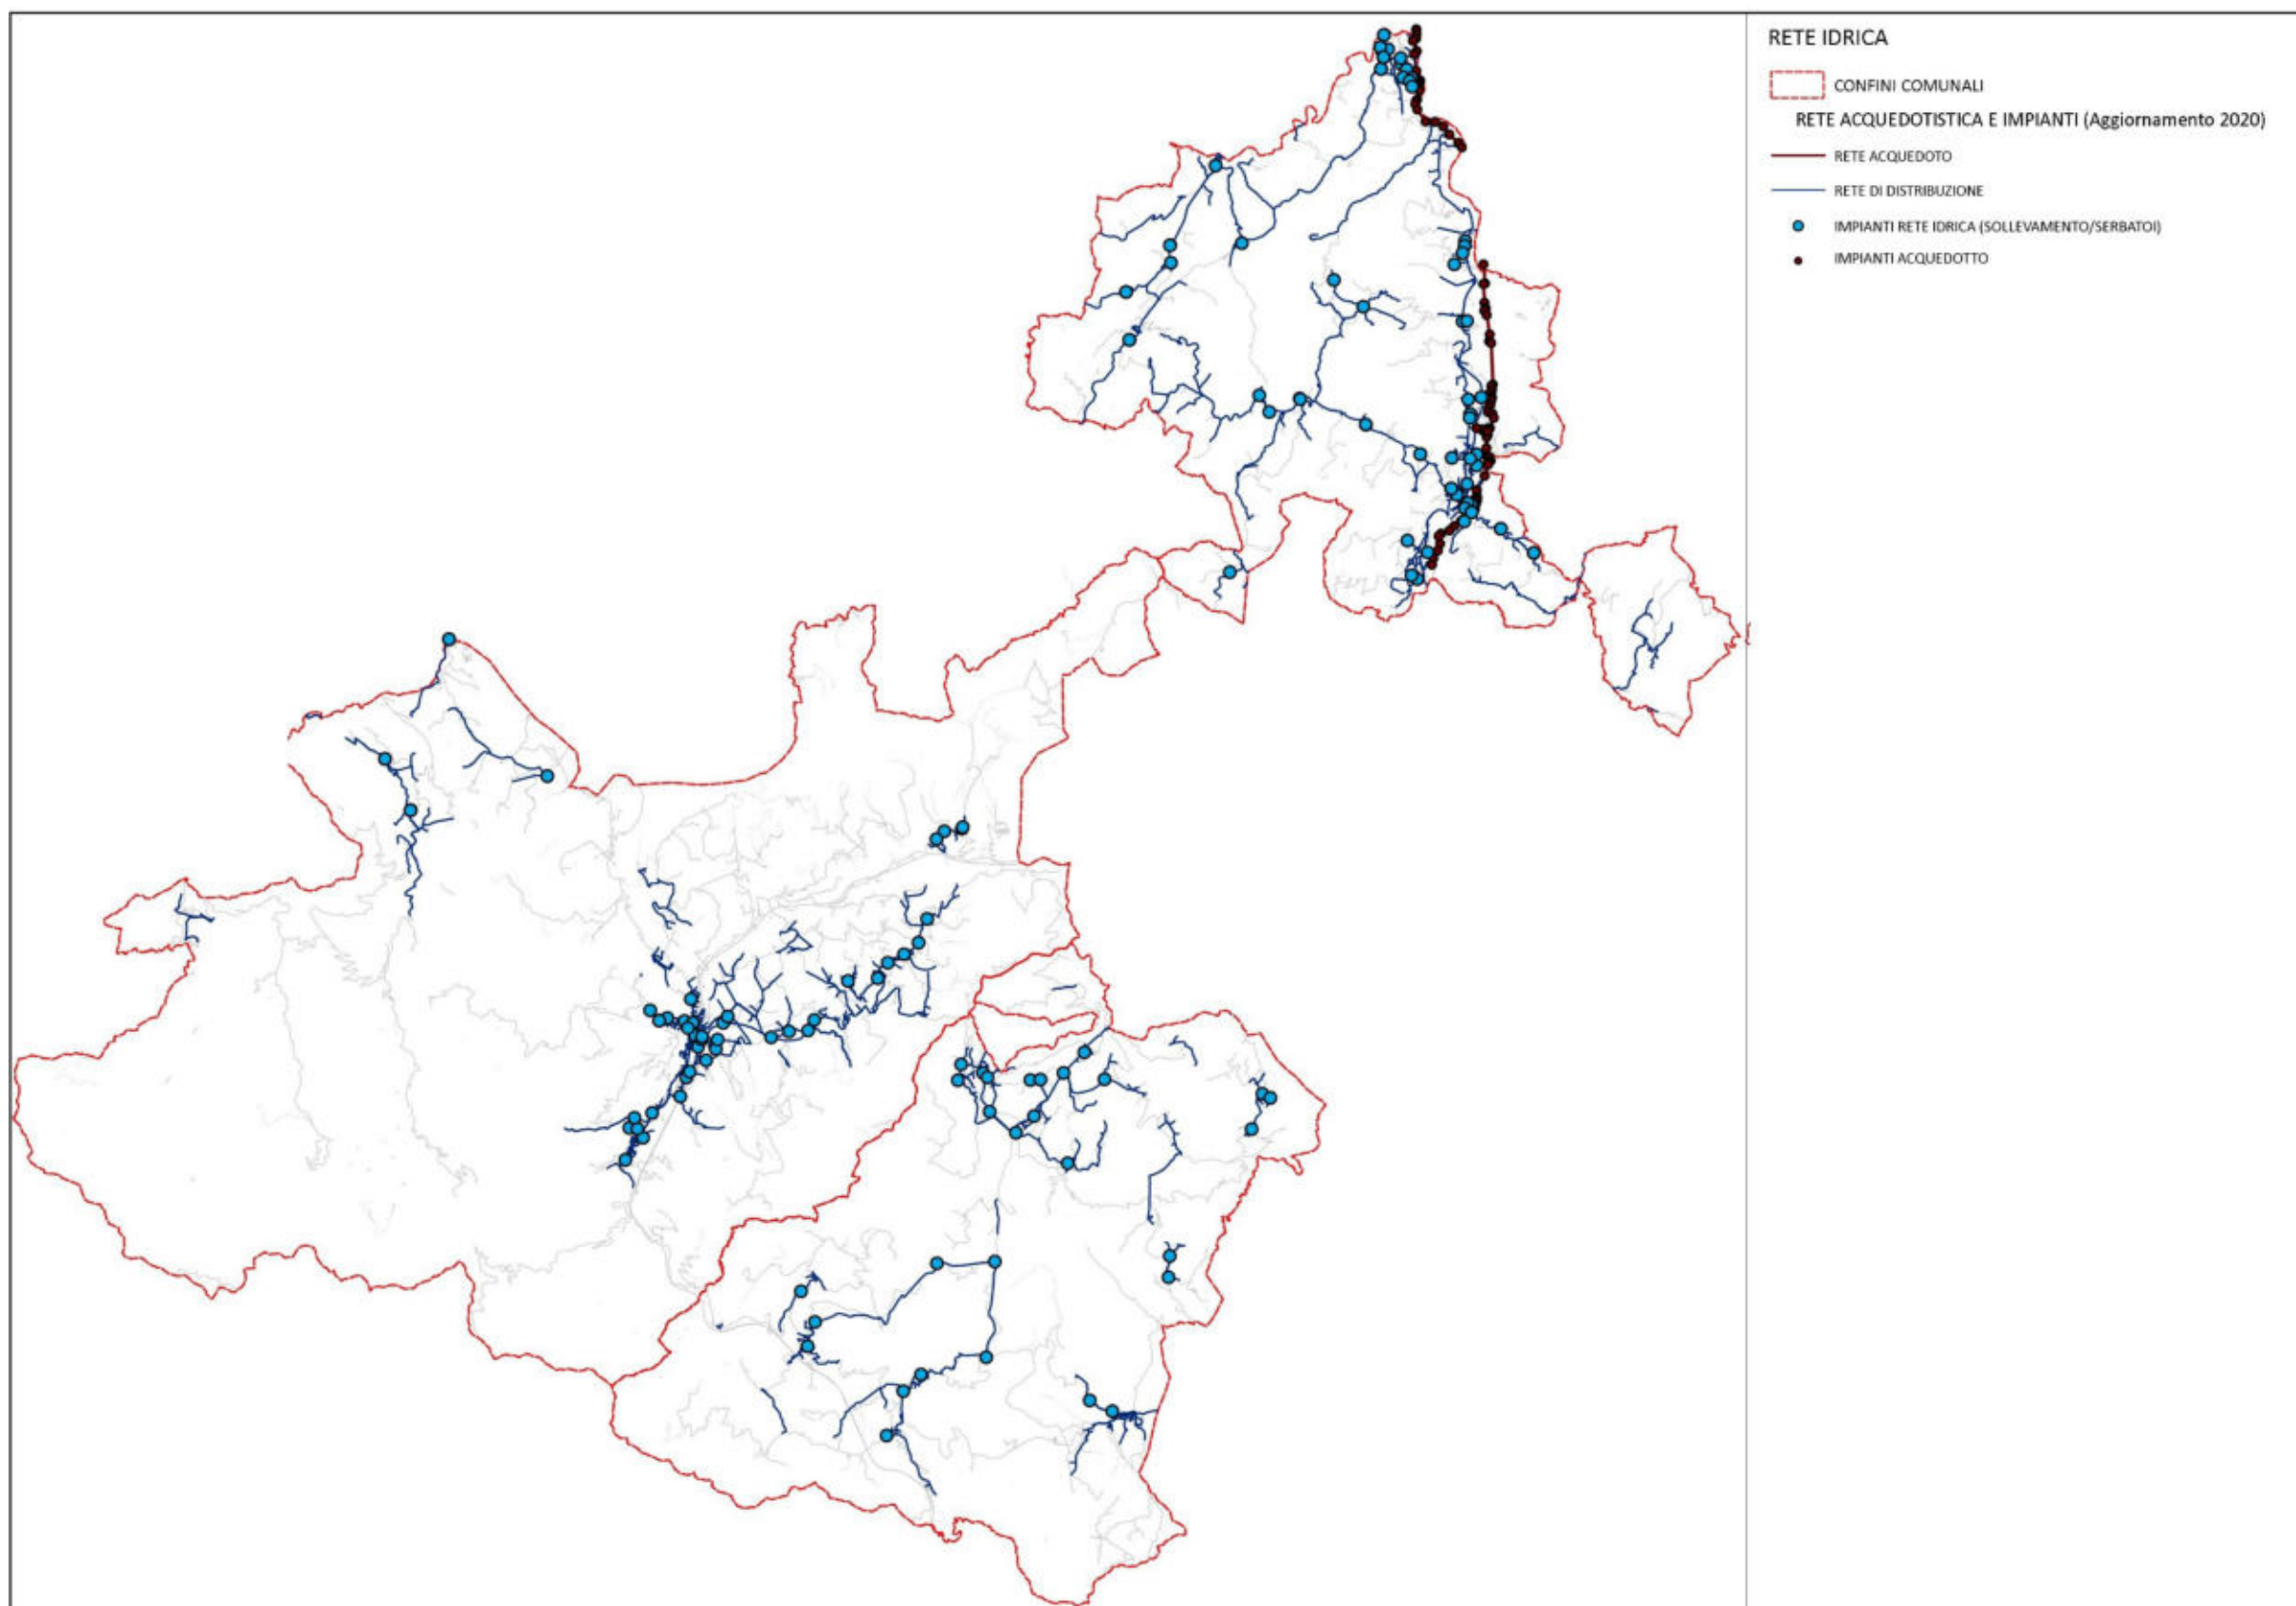 RETE IDRICA
CONFINI COMUNALI
RETE ACQUEDOTISTICA E IMPIANTI (Aggiornamento 2020)
RETE ACQUEDOTO
RETE DI DISTRIBUZIONE
IMPIANTI RETE IDRICA (SOLLEVAMENTO/SERBATOI)
IMPIANTI ACQUEDOTTO